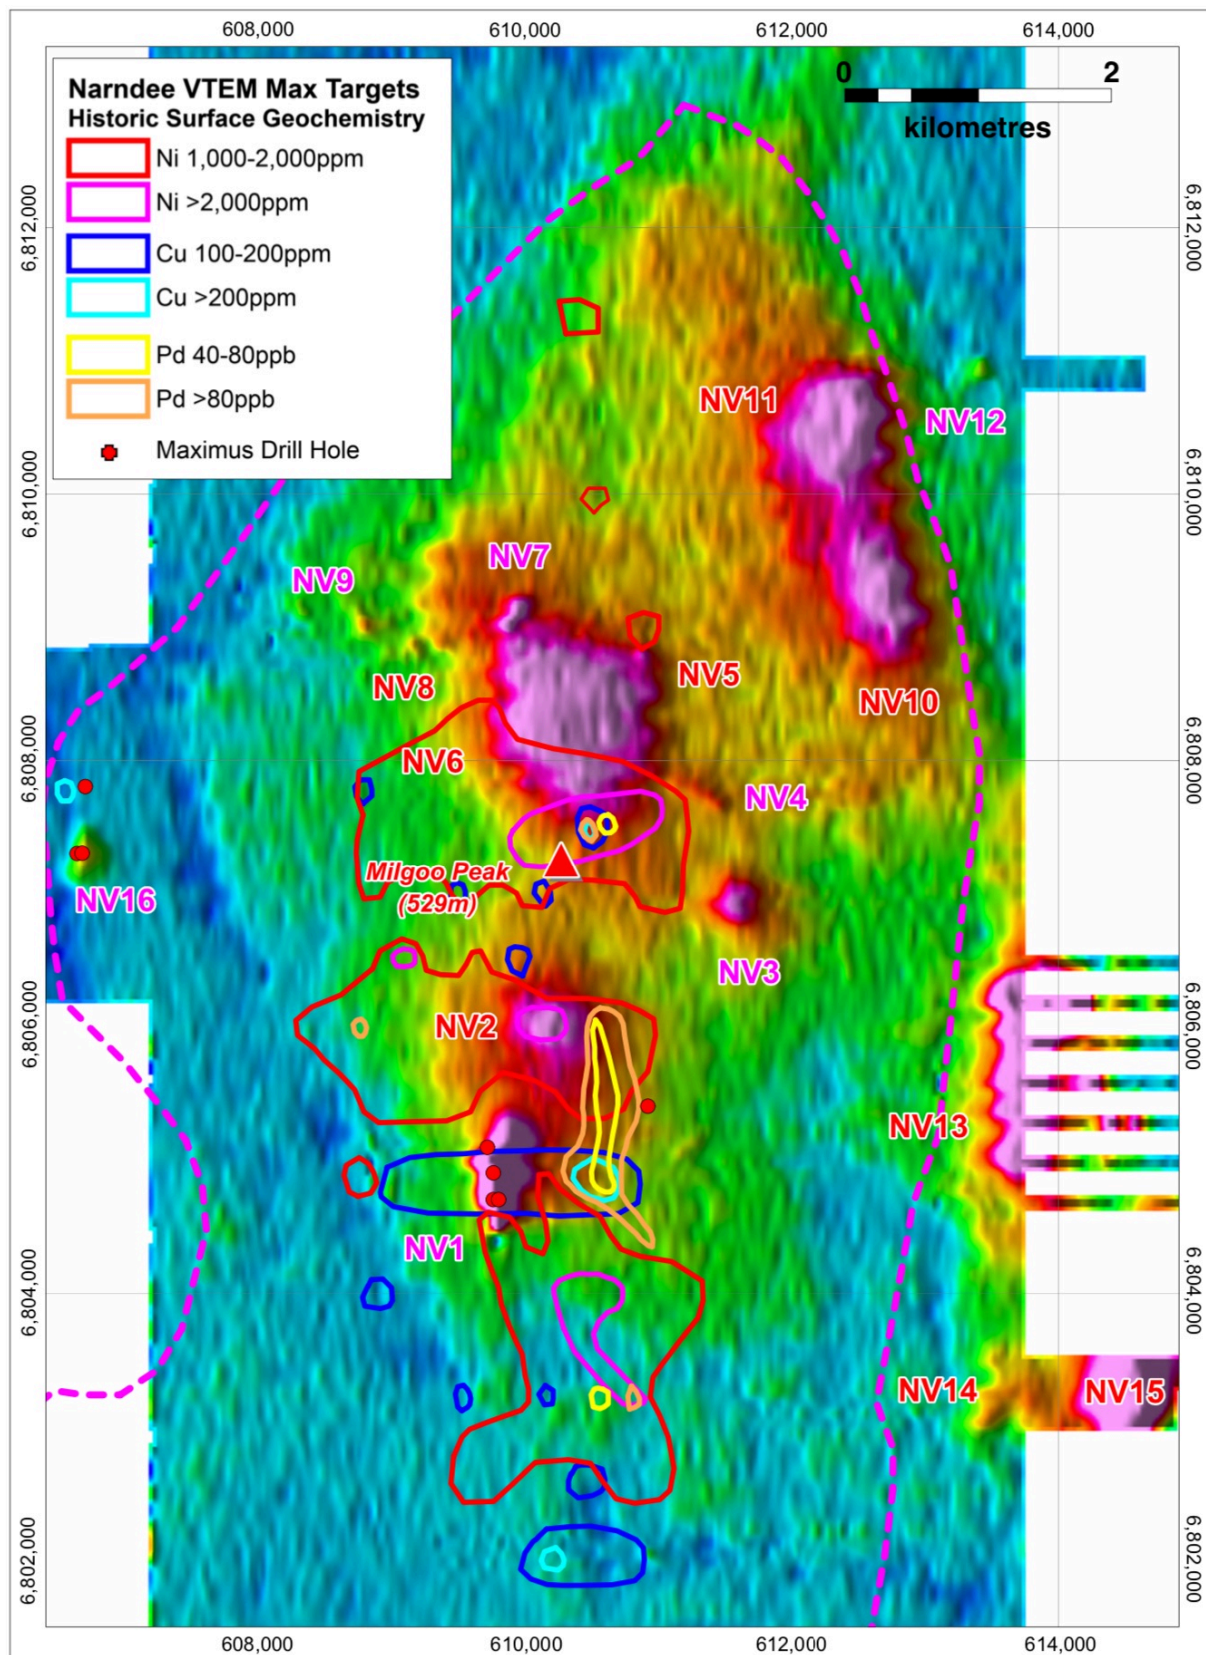 608,000 610,000 612,000 614,000
Narndee VTEM Max Targets
Historic Surface Geochemistry
Ni 1,000-2,000ppm
Ni >2,000ppm
Cu 100-200ppm
Cu >200ppm
Pd 40-80ppb
Pd >80ppb
Maximus Drill Hole
0 2
kilometres
6,812,000 6,812,000
NV11
NV12
6,810,000 6,810,000
NV7
NV9
NV5
NV8
NV10
NV6
6,808,000 6,808,000
NV4
Milgoo Peak
(529m)
NV16
NV3
6,806,000 6,806,000
NV2
NV13
NV1
6,804,000 6,804,000
NV14 NV15
6,802,000 6,802,000
608,000 610,000 612,000 614,000